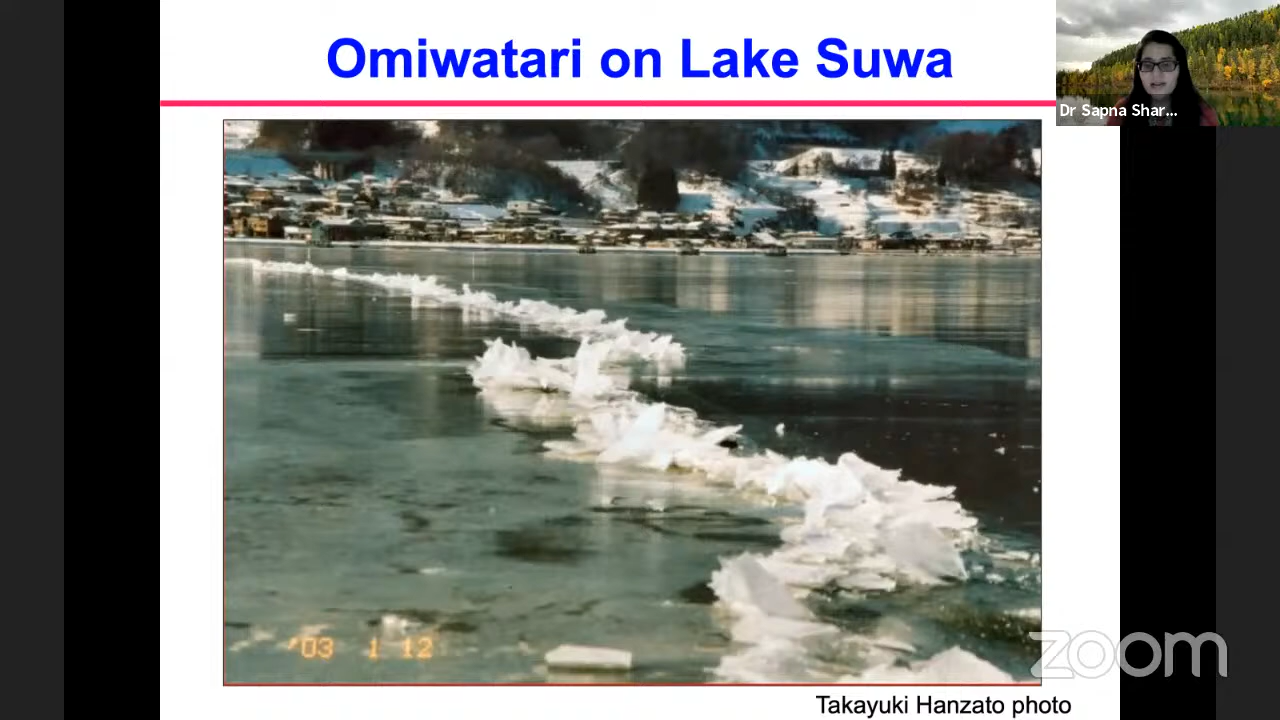 Omiwatari on Lake Suwa
Dr Sapna Shar...
'03 1 12
zoom
Takayuki Hanzato photo